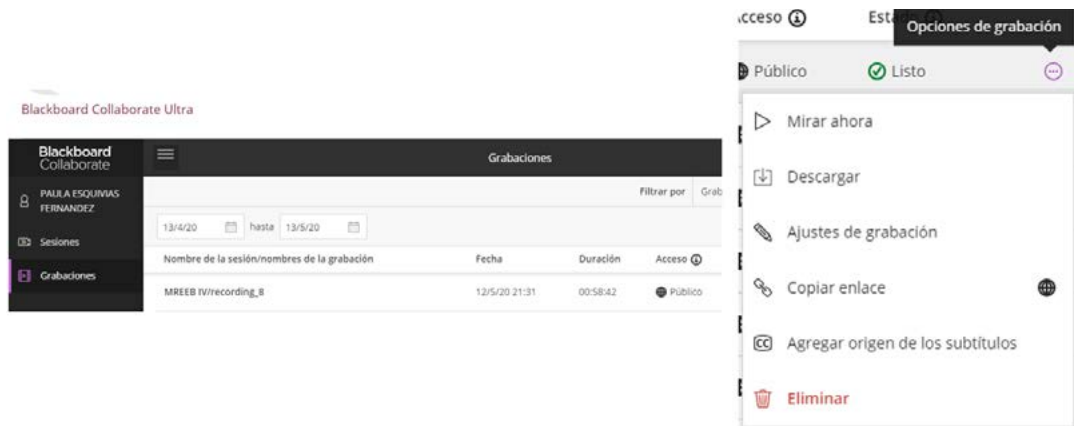 Blackboard Collaborate Ultra
Blackboard
Collaborate
Grabaciones
PAULA ESQUIVIAS
FERNANDEZ
Filtrar por
13/4/20 hasta 13/5/20
Sesiones
Nombre de la sesión/nombres de la grabación Fecha Duración Acceso
Grabaciones
MREEB IV/recording_8 12/5/20 21:31 00:58:42 Público
Opciones de grabación
Público Listo
Mirar ahora
Descargar
Ajustes de grabación
Copiar enlace
CC Agregar origen de los subtítulos
Eliminar